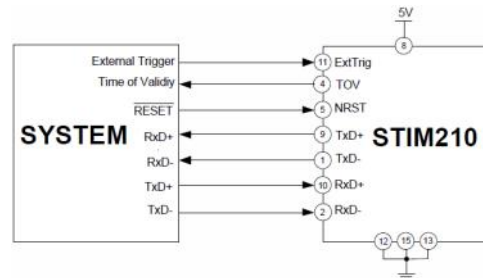 5V
8
External Trigger
11
ExtTrig
Time of Validiy
4
TOV
RESET
5
NRST
SYSTEM
RxD+
9
TxD+
STIM210
RxD-
1
TxD-
TxD+
10
RxD+
TxD-
2
RxD-
12
15
13